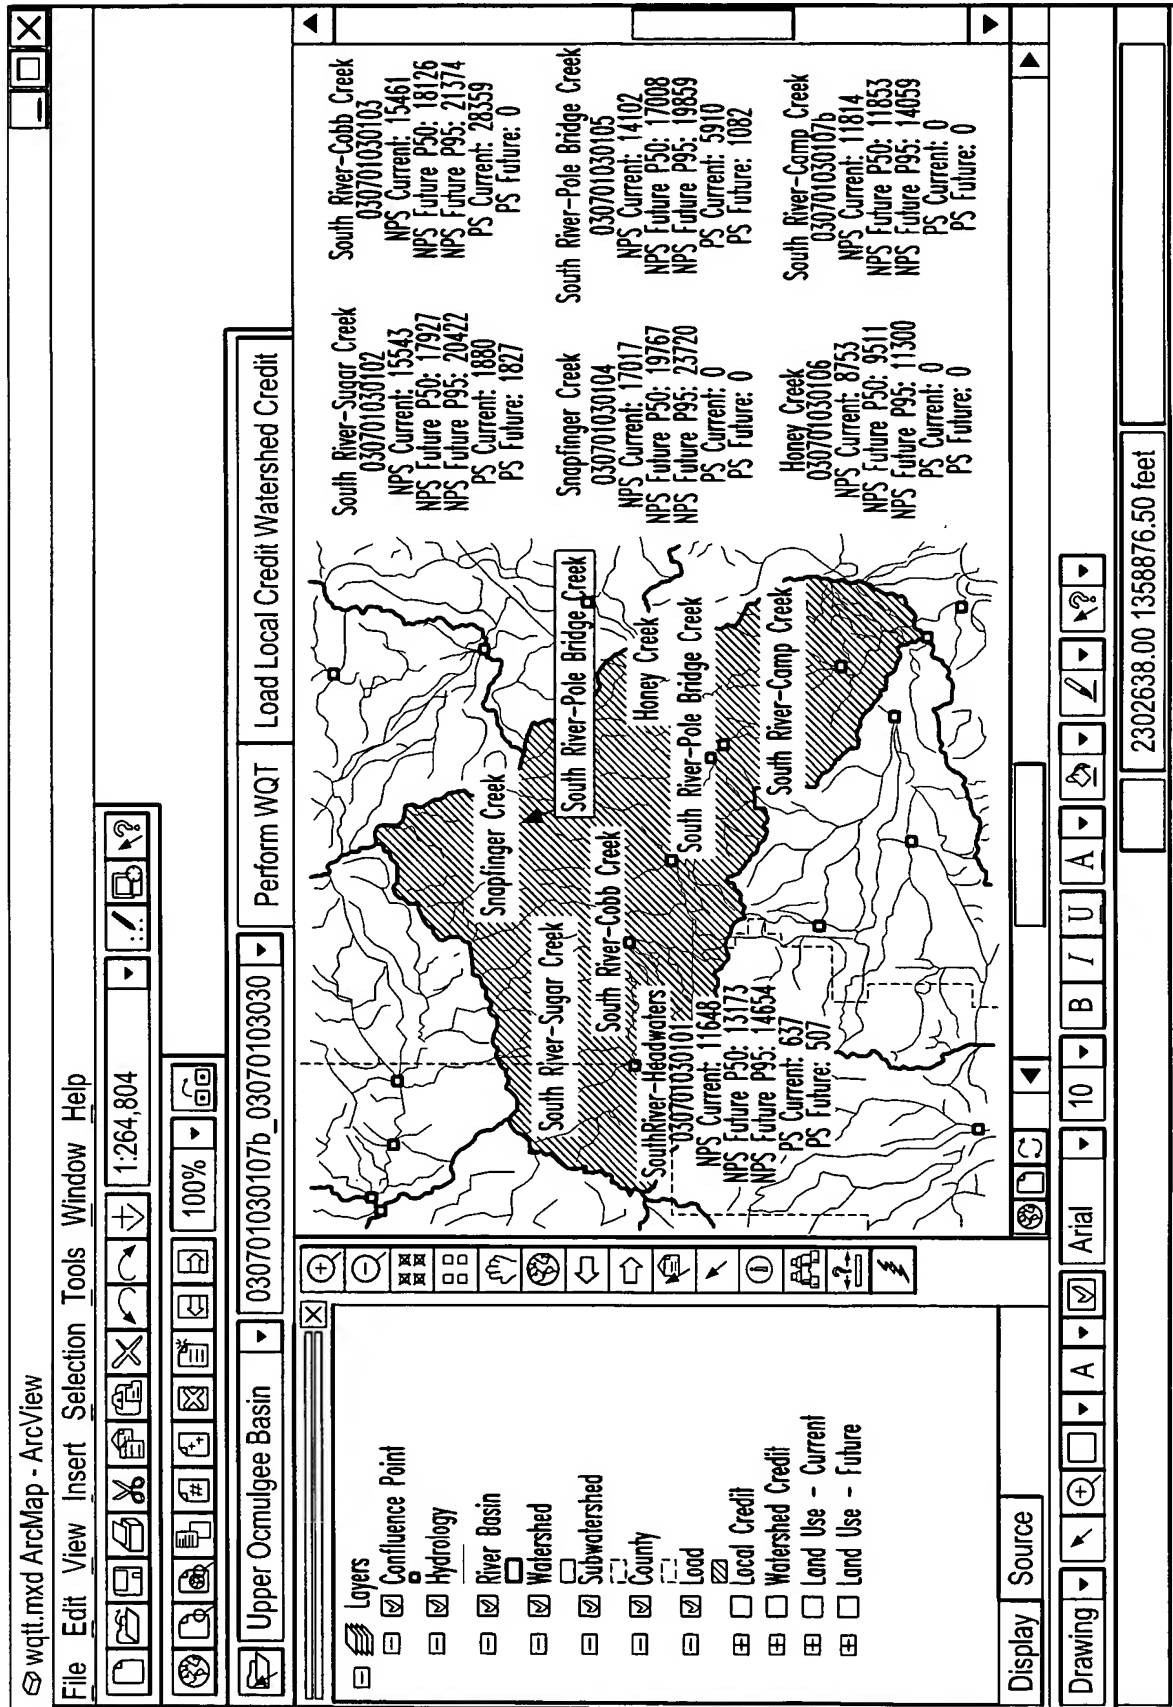 wqtt.mxd ArcMap - ArcView
File Edit View Insert Selection Tools Window Help
1:264,804
100%
Upper Ocmulgee Basin
030701030107b_0307010103030
Perform WQT
Load Local Credit Watershed Credit
Layers
Confluence Point
Hydrology
River Basin
Watershed
Subwatershed
County
Load
Local Credit
Watershed Credit
Land Use - Current
Land Use - Future
Display
Source
Snapfinger Creek
South River-Sugar Creek
South River-Pole Bridge Creek
South River-Cobb Creek
Honey Creek
South River-Pole Bridge Creek
South River-Camp Creek
SouthRiver-Headwaters
030701030101
NPS Current: 11648
NPS Future P50: 13173
NPS Future P95: 14654
PS Current: 637
PS Future: 507
South River-Sugar Creek
030701030102
NPS Current: 15543
NPS Future P50: 17927
NPS Future P95: 20422
PS Current: 1880
PS Future: 1827
South River-Cobb Creek
030701030103
NPS Current: 15461
NPS Future P50: 18126
NPS Future P95: 21374
PS Current: 28359
PS Future: 0
Snapfinger Creek
030701030104
NPS Current: 17017
NPS Future P50: 19767
NPS Future P95: 23720
PS Current: 0
PS Future: 0
South River-Pole Bridge Creek
030701030105
NPS Current: 14102
NPS Future P50: 17008
NPS Future P95: 19859
PS Current: 5910
PS Future: 1082
Honey Creek
030701030106
NPS Current: 8753
NPS Future P50: 9511
NPS Future P95: 11300
PS Current: 0
PS Future: 0
South River-Camp Creek
030701030107b
NPS Current: 11814
NPS Future P50: 11853
NPS Future P95: 14059
PS Current: 0
PS Future: 0
Drawing
A
Arial
10
B I U A
2302638.00 1358876.50 feet